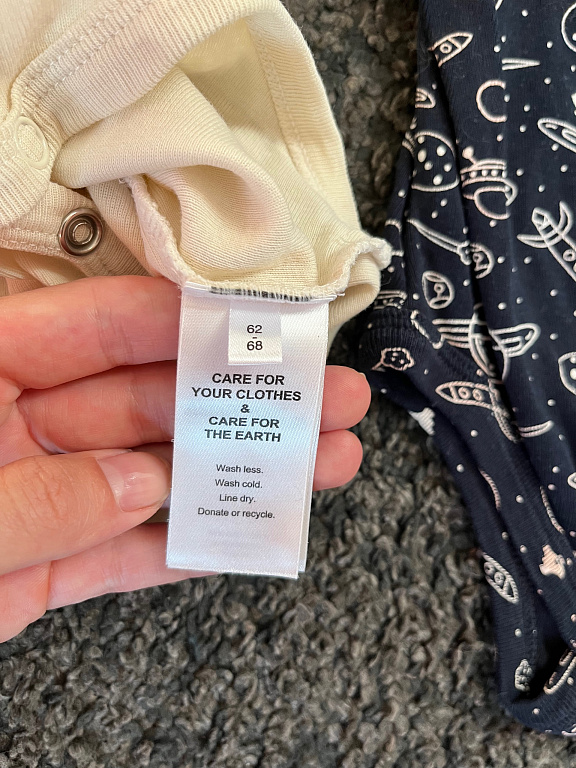 62
-
68
CARE FOR
YOUR CLOTHES
&
CARE FOR
THE EARTH
Wash less.
Wash cold.
Line dry.
Donate or recycle.